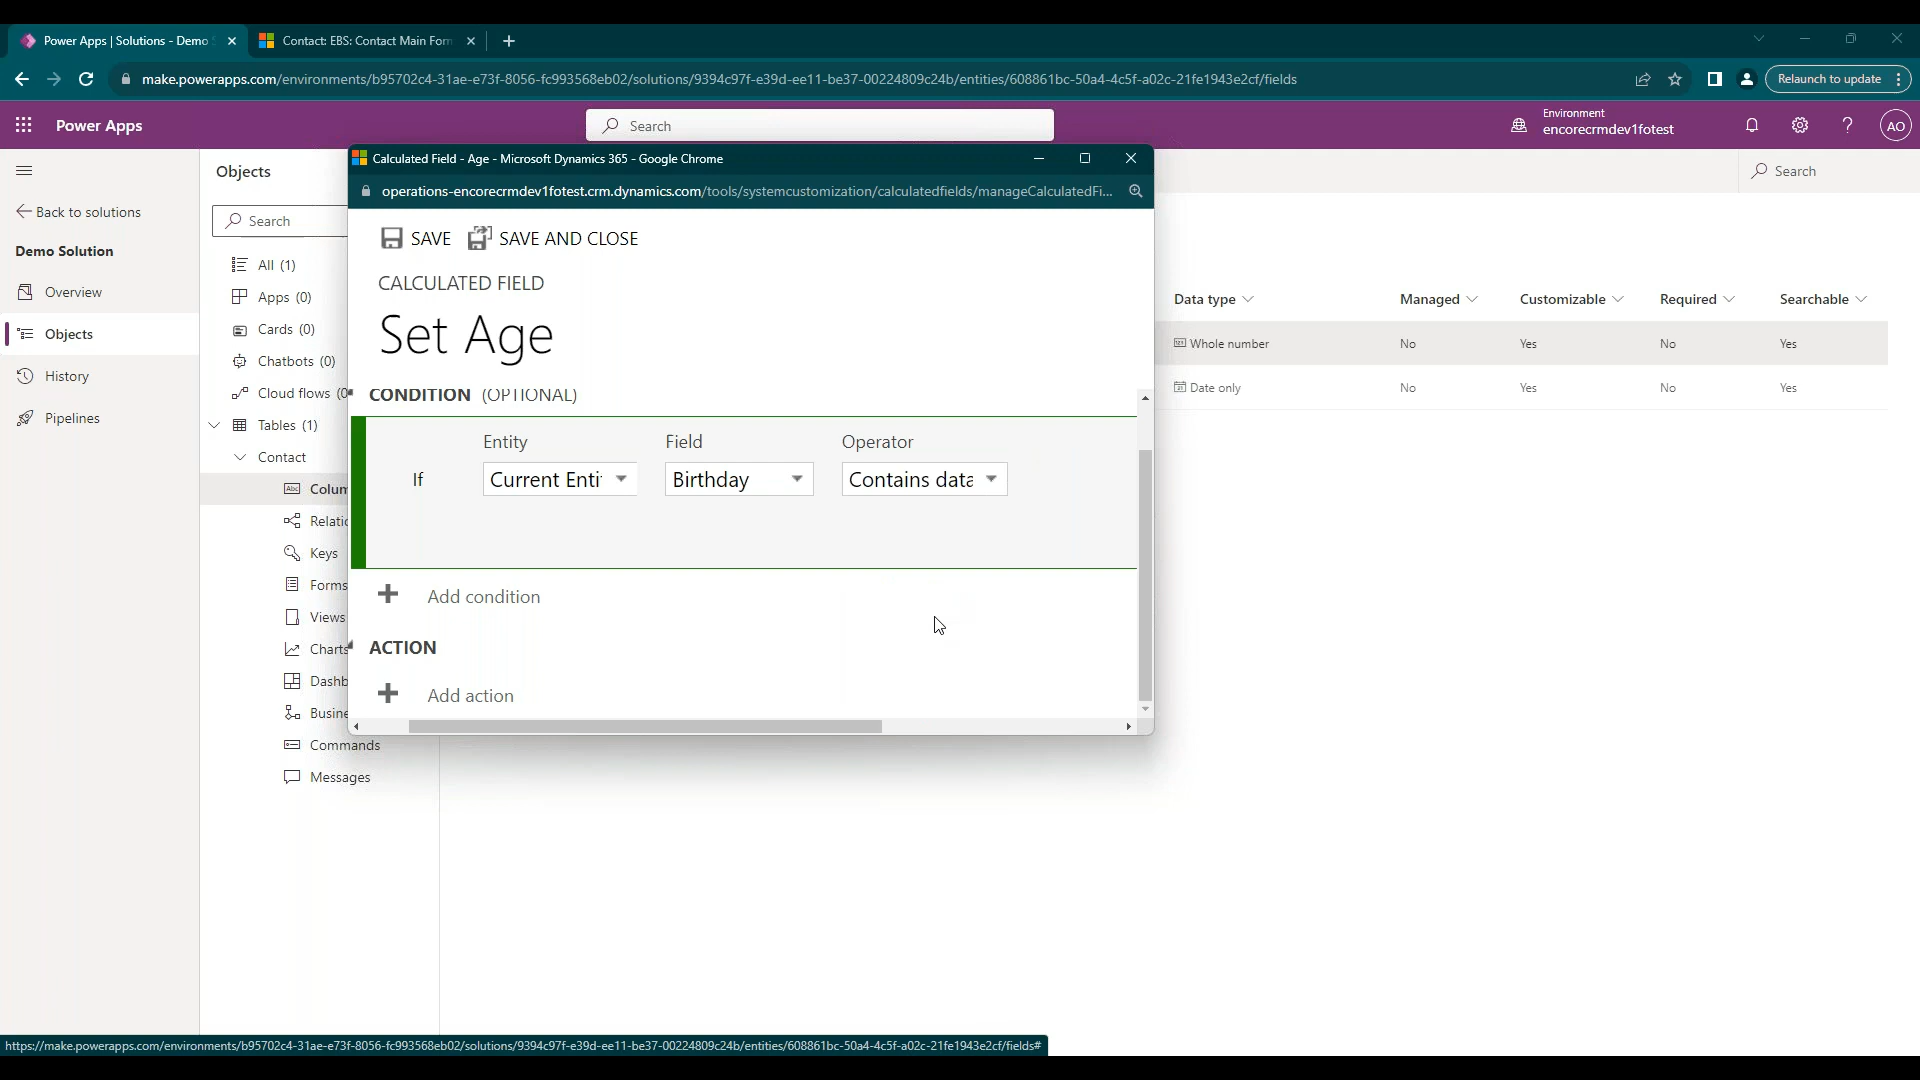 Power Apps | Solutions - Demo
Contact: EBS: Contact Main Form
make.powerapps.com/environments/b95702c4-31ae-e73f-8056-fc993568eb02/solutions/9394c97f-e39d-ee11-be37-00224809c24b/entities/608861bc-50a4-4c5f-a02c-21fe1943e2cf/fields
Relaunch to update
Power Apps
Search
Environment
encorecrmdev1fotest
AO
Back to solutions
Demo Solution
Overview
Objects
History
Pipelines
Objects
Search
All (1)
Apps (0)
Cards (0)
Chatbots (0)
Cloud flows (0
Tables (1)
Contact
Colum
Relatio
Keys
Forms
Views
Charts
Dashb
Busine
Commands
Messages
Calculated Field - Age - Microsoft Dynamics 365 - Google Chrome
operations-encorecrmdev1fotest.crm.dynamics.com/tools/systemcustomization/calculatedfields/manageCalculatedFi...
SAVE SAVE AND CLOSE
CALCULATED FIELD
Set Age
CONDITION (OPTIONAL)
Entity Field Operator
If Current Enti Birthday Contains data
Add condition
ACTION
Add action
Search
Data type Managed Customizable Required Searchable
Whole number No Yes No Yes
Date only No Yes No Yes
https://make.powerapps.com/environments/b95702c4-31ae-e73f-8056-fc993568eb02/solutions/9394c97f-e39d-ee11-be37-00224809c24b/entities/608861bc-50a4-4c5f-a02c-21fe1943e2cf/fields#